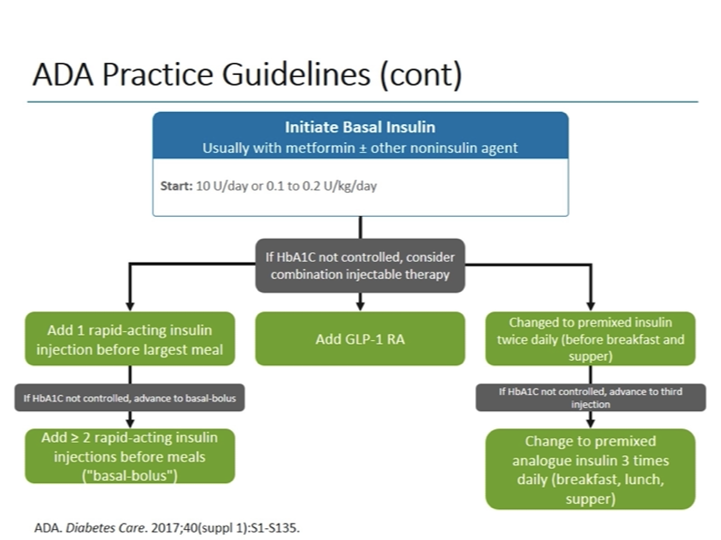 ADA Practice Guidelines (cont)
Initiate Basal Insulin
Usually with metformin ± other noninsulin agent
Start: 10 U/day or 0.1 to 0.2 U/kg/day
If HbA1C not controlled, consider
combination injectable therapy
Add 1 rapid-acting insulin
injection before largest meal
Add GLP-1 RA
Changed to premixed insulin
twice daily (before breakfast and
supper)
If HbA1C not controlled, advance to basal-bolus
If HbA1C not controlled, advance to third
injection
Add ≥ 2 rapid-acting insulin
injections before meals
("basal-bolus")
Change to premixed
analogue insulin 3 times
daily (breakfast, lunch,
supper)
ADA. Diabetes Care. 2017;40(suppl 1):S1-S135.